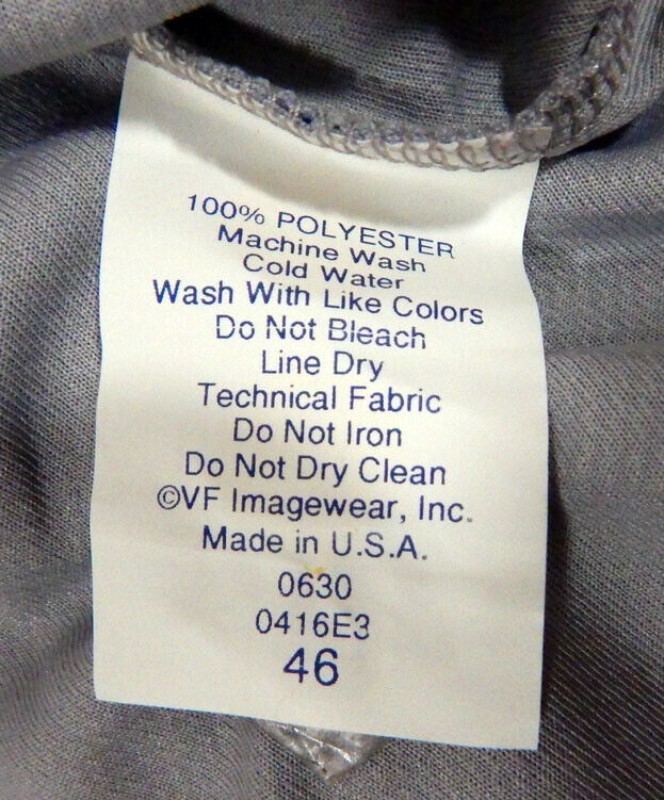 100% POLYESTER
Machine Wash
Cold Water
Wash With Like Colors
Do Not Bleach
Line Dry
Technical Fabric
Do Not Iron
Do Not Dry Clean
©VF Imagewear, Inc.
Made in U.S.A.
0630
0416E3
46